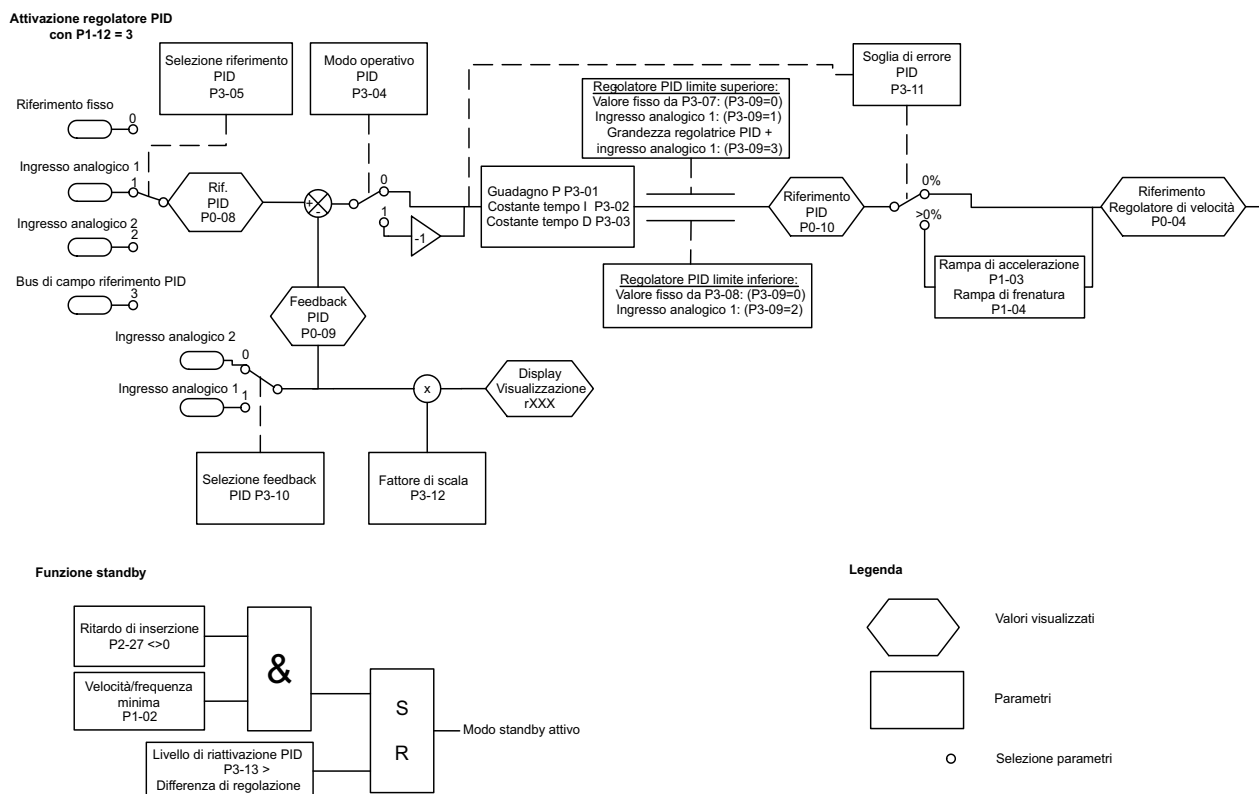 Attivazione regolatore PID
con P1-12 = 3
Selezione riferimento
PID
P3-05
Modo operativo
PID
P3-04
Soglia di errore
PID
P3-11
Regolatore PID limite superiore:
Valore fisso da P3-07: (P3-09=0)
Ingresso analogico 1: (P3-09=1)
Grandezza regolatrice PID +
ingresso analogico 1: (P3-09=3)
Riferimento fisso
0
Ingresso analogico 1
1
Ingresso analogico 2
2
Bus di campo riferimento PID
3
Rif.
PID
P0-08
+
-
0
1
-1
Guadagno P P3-01
Costante tempo I P3-02
Costante tempo D P3-03
Riferimento
PID
P0-10
0%
>0%
Riferimento
Regolatore di velocità
P0-04
Rampa di accelerazione
P1-03
Rampa di frenatura
P1-04
Regolatore PID limite inferiore:
Valore fisso da P3-08: (P3-09=0)
Ingresso analogico 1: (P3-09=2)
Feedback
PID
P0-09
Ingresso analogico 2
0
Ingresso analogico 1
1
x
Display
Visualizzazione
rXXX
Selezione feedback
PID P3-10
Fattore di scala
P3-12
Funzione standby
Ritardo di inserzione
P2-27 <>0
Velocità/frequenza
minima
P1-02
&
S
R
Modo standby attivo
Livello di riattivazione PID
P3-13 >
Differenza di regolazione
Legenda
Valori visualizzati
Parametri
Selezione parametri